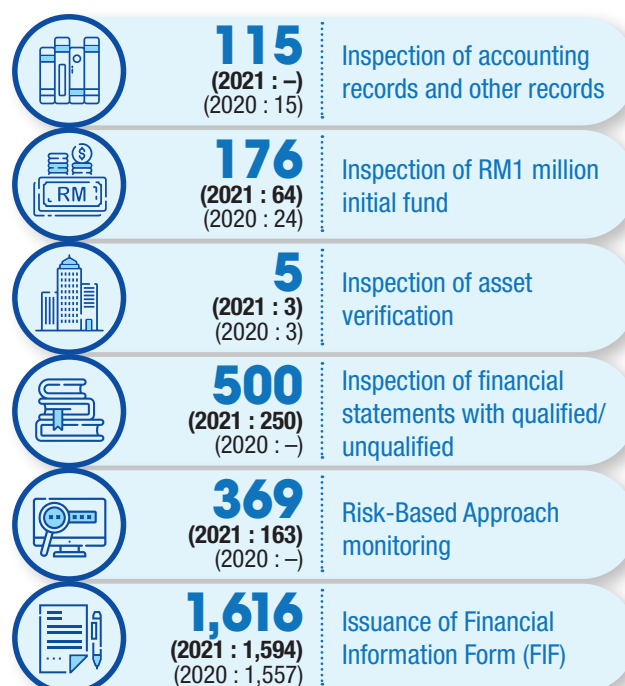 115
(2021 : –)
(2020 : 15)
Inspection of accounting
records and other records
RM
176
(2021 : 64)
(2020 : 24)
Inspection of RM1 million
initial fund
5
(2021 : 3)
(2020 : 3)
Inspection of asset
verification
500
(2021 : 250)
(2020 : –)
Inspection of financial
statements with qualified/
unqualified
369
(2021 : 163)
(2020 : –)
Risk-Based Approach
monitoring
1,616
(2021 : 1,594)
(2020 : 1,557)
Issuance of Financial
Information Form (FIF)